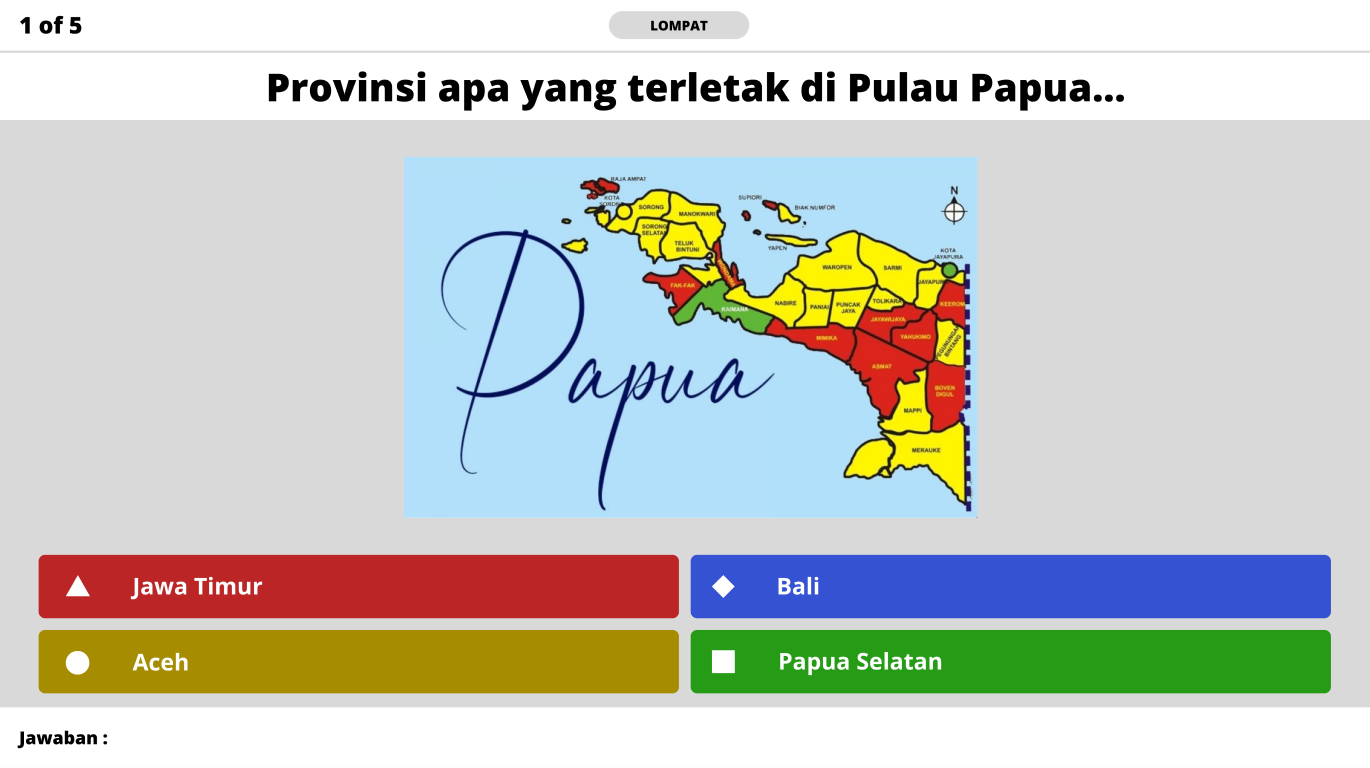 1 of 5
LOMPAT
Provinsi apa yang terletak di Pulau Papua...
RAJA AMPAT
KOTA
SORONG
SORONG
MANOKWARI
SORONG
SELATAN
TELUK
BINTUNI
FAK-FAK
KAIMANA
SUPIORI
BIAK NUMFOR
YAPEN
N
KOTA
JAYAPURA
WAROPEN
SARMI
JAYAPURA
KEEROM
NABIRE
PANIAI
PUNCAK
JAYA
TOLIKARA
JAYAWIJAYA
YAHUKIMO
PEGUNUNGAN
BINTANG
MIMIKA
ASMAT
BOVEN
DIGUL
MAPPI
MERAUKE
Papua
Jawa Timur
Bali
Aceh
Papua Selatan
Jawaban :